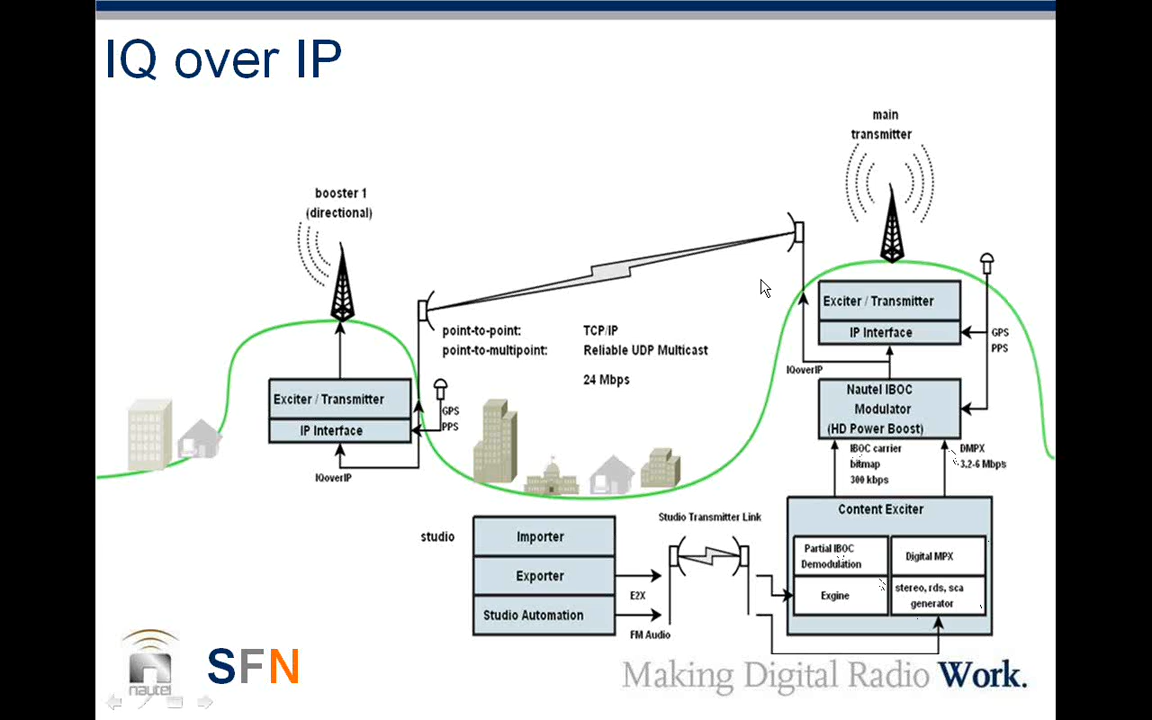 IQ over IP
main
transmitter
booster 1
(directional)
Exciter / Transmitter
IP Interface
GPS
PPS
point-to-point: TCP/IP
point-to-multipoint: Reliable UDP Multicast
24 Mbps
IQoverIP
Nautel IBOC
Modulator
(HD Power Boost)
Exciter / Transmitter
IP Interface
GPS
PPS
IQoverIP
IBOC carrier
bitmap
300 kbps
DMPX
3.2-6 Mbps
Content Exciter
Partial IBOC
Demodulation
Digital MPX
Exgine
stereo, rds, sca
generator
Studio Transmitter Link
studio
Importer
Exporter
Studio Automation
E2X
FM Audio
nautel
SFN
Making Digital Radio Work.